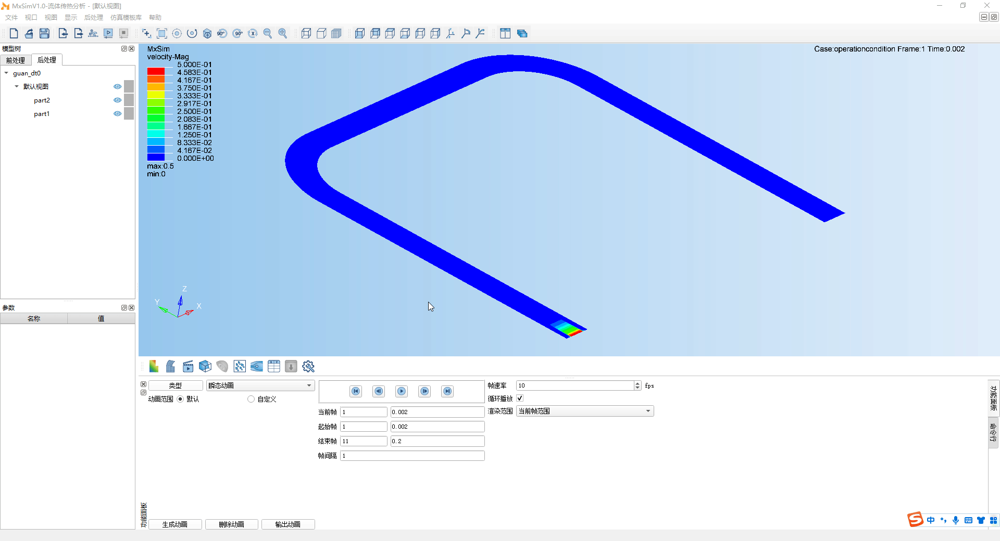 MxSimV1.0-流体传热分析 - [默认视图]
文件 视口 视图 显示 后处理 仿真模板库 帮助
模型树
前处理 后处理
guan_dt0
默认视图
part2
part1
参数
名称 值
MxSim
velocity-Mag
5.000E-01
4.583E-01
4.167E-01
3.750E-01
3.333E-01
2.917E-01
2.500E-01
2.083E-01
1.667E-01
1.250E-01
8.333E-02
4.167E-02
0.000E+00
max:0.5
min:0
Case:operationcondition Frame:1 Time:0.002
Z
Y
X
类型 瞬态动画
动画范围 默认 自定义
当前帧 1 0.002
起始帧 1 0.002
结束帧 11 0.2
帧间隔 1
帧速率 10 fps
循环播放
渲染范围 当前帧范围
功能面板
命令行
功能面板
生成动画 删除动画 输出动画
中